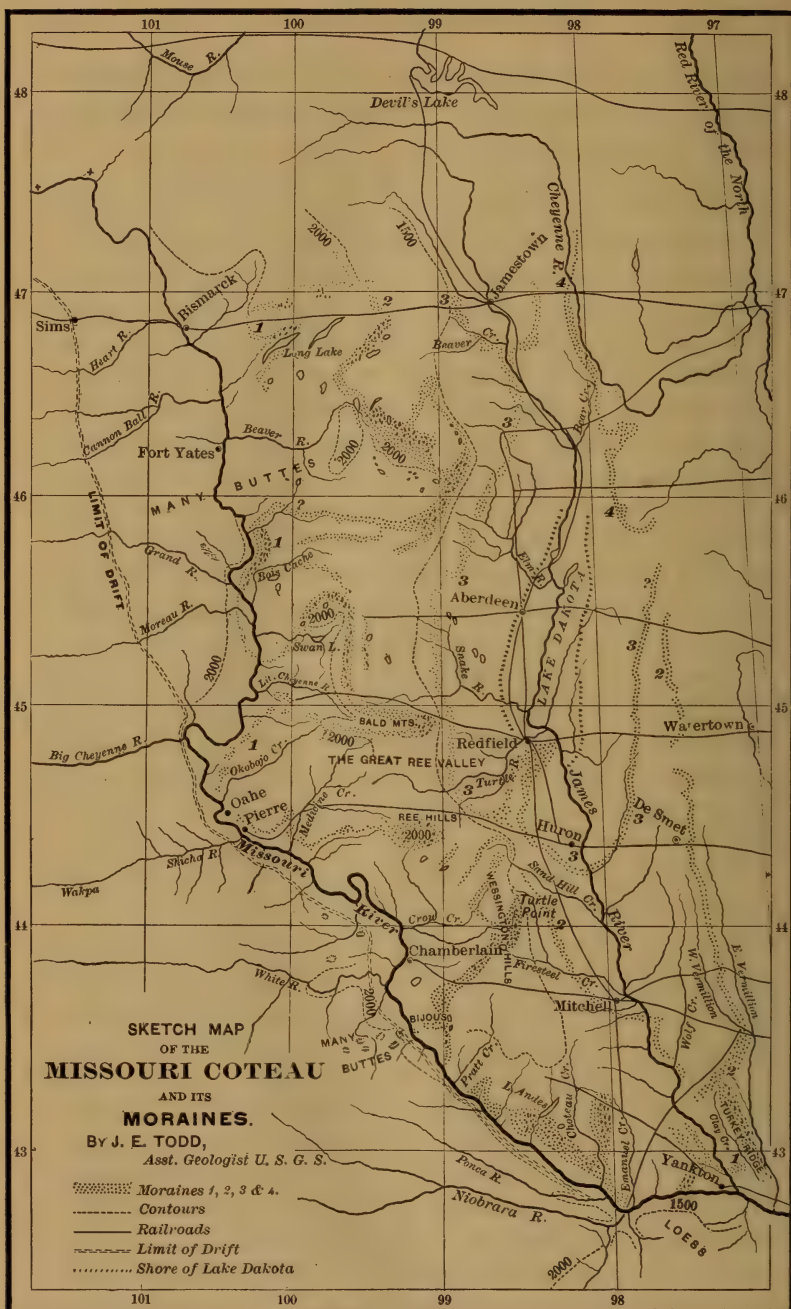 101 100 99 98 97
Mouse R.
Red River of the North
48 48
Devil's Lake
Cheyenne R.
2000
1500
Jamestown
47 47
4
Bismarck
Sims
1
2
3
Heart R.
Long Lake
Beaver Cr.
Cannon Ball R.
Bear Cr.
3
Beaver R.
Fort Yates
2000
2000
MANY BUTTES
46 46
LIMIT OF DRIFT
2
4
1
Grand R.
Bois Cache
Elm R.
3
2
Aberdeen
LAKE DAKOTA
Moreau R.
2000
2000
Swan L.
Snake R.
3
2
Lit. Cheyenne R.
45 45
BALD MTS.
Watertown
Big Cheyenne R.
1
2000
Redfield
Okobojo Cr.
THE GREAT REE VALLEY
Turtle R.
3
James River
Oahe
Medicine Cr.
De Smet
Pierre
REE HILLS
3
2000
Huron
3
Missouri River
Shicha R.
Wakpa
WESSINGTON HILLS
Sand Hill Cr.
Turtle Point
2
44 44
Crow Cr.
Chamberlain
Firesteel Cr.
W. Vermillion
E. Vermillion
White R.
2000
Mitchell
Wolf Cr.
BIJOUS
MANY BUTTES
SKETCH MAP
OF THE
MISSOURI COTEAU
AND ITS
MORAINES.
BY J. E. TODD,
Asst. Geologist U. S. G. S.
Pratt Cr.
L. Andes
Choteau Cr.
2
TURKEY RIDGE
Clay Cr.
1
43 43
Emanuel Cr.
Yankton
Ponca R.
Niobrara R.
1500
LOESS
2000
Moraines 1, 2, 3 & 4.
Contours
Railroads
Limit of Drift
Shore of Lake Dakota
101 100 99 98